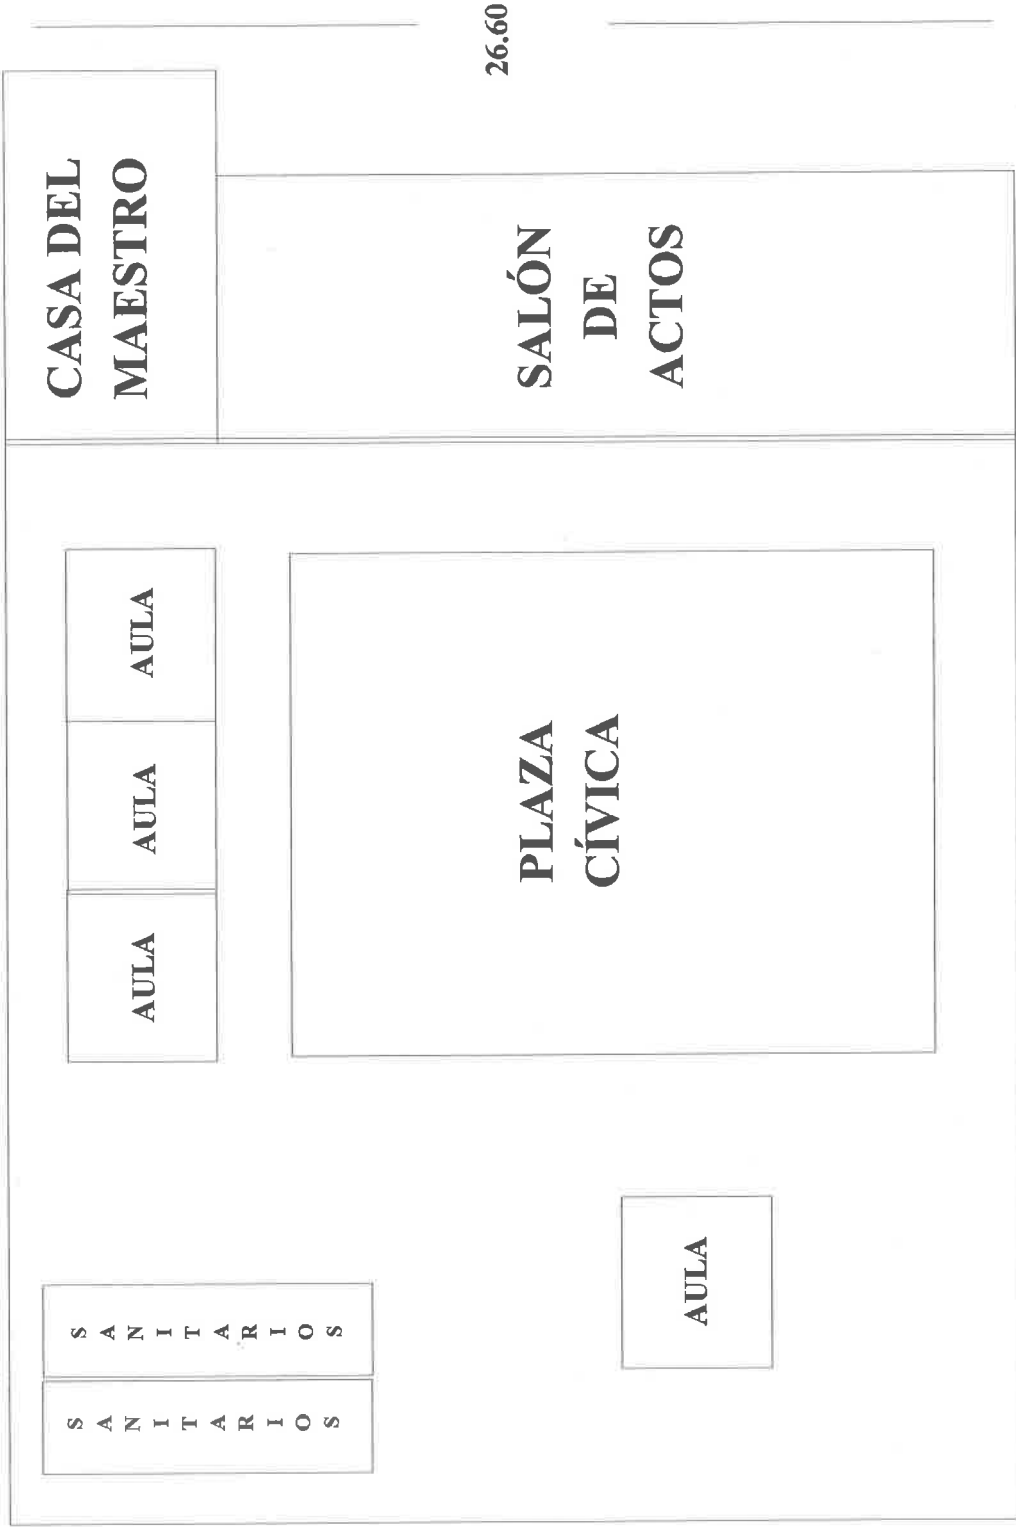 SANITARIOS
SANITARIOS
AULA
AULA
AULA
CASA DEL
MAESTRO
AULA
PLAZA
CÍVICA
SALÓN
DE
ACTOS
26.60